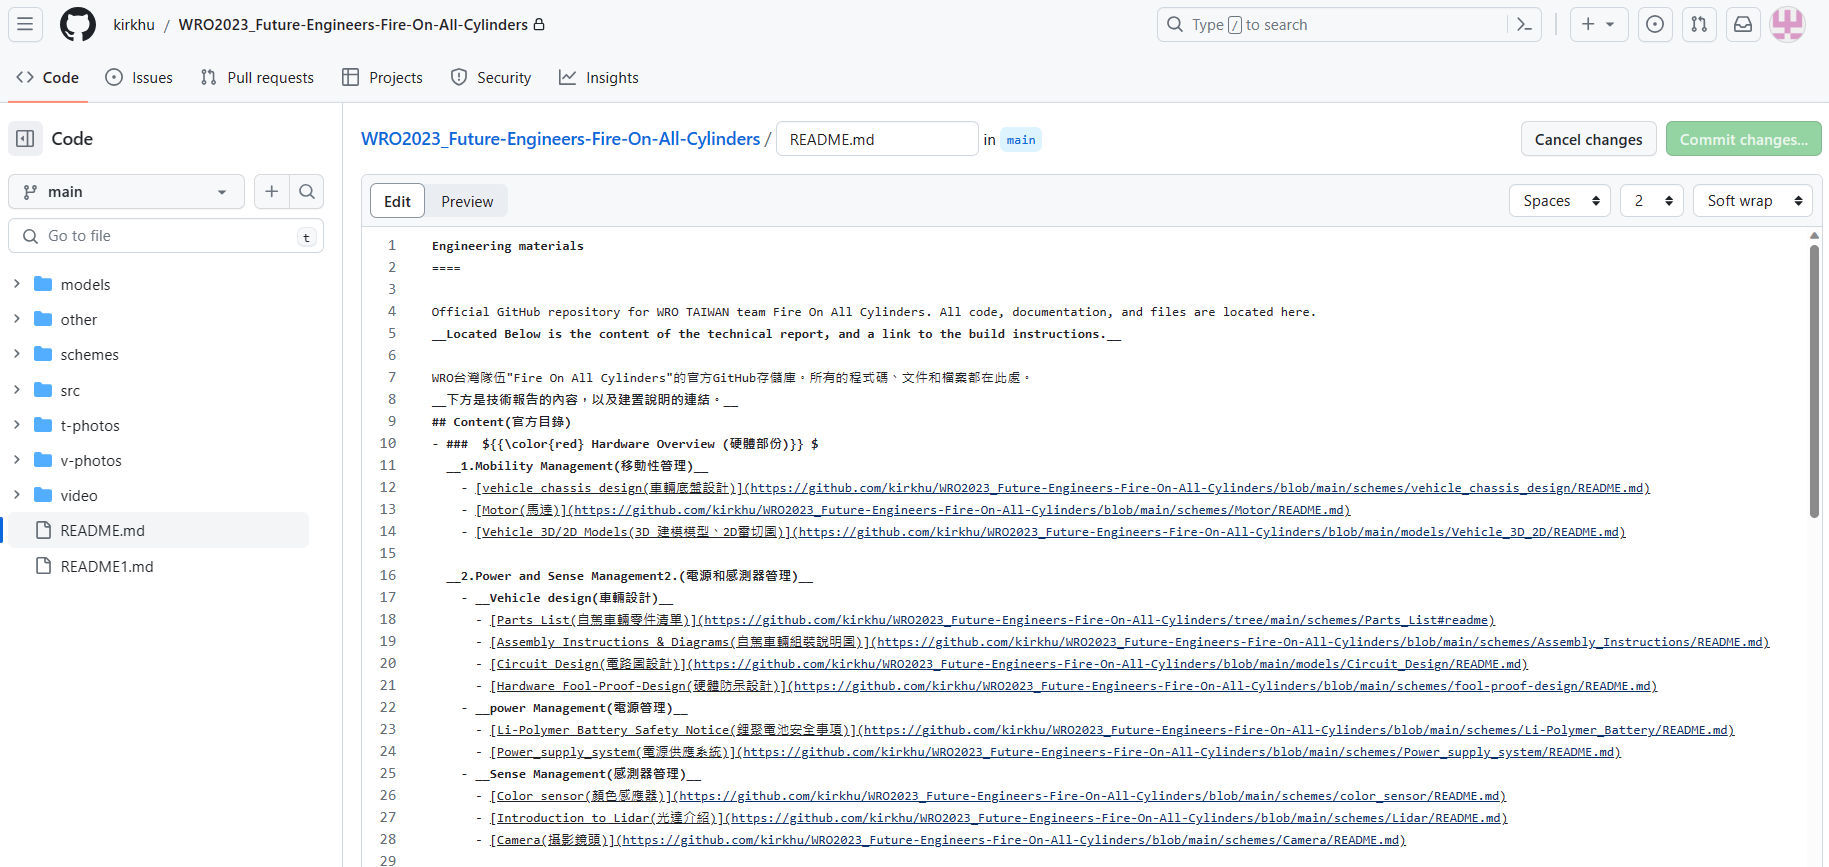 kirkhu / WRO2023_Future-Engineers-Fire-On-All-Cylinders
Type / to search
Code
Issues
Pull requests
Projects
Security
Insights
Code
WRO2023_Future-Engineers-Fire-On-All-Cylinders / README.md in main
Cancel changes
Commit changes...
main
Go to file
t
models
other
schemes
src
t-photos
v-photos
video
README.md
README1.md
Edit
Preview
Spaces
2
Soft wrap
1 Engineering materials
2 ====
3
4 Official GitHub repository for WRO TAIWAN team Fire On All Cylinders. All code, documentation, and files are located here.
5 __Located Below is the content of the technical report, and a link to the build instructions.__
6
7 WRO台灣隊伍"Fire On All Cylinders"的官方GitHub存儲庫。所有的程式碼、文件和檔案都在此處。
8 __下方是技術報告的內容，以及建置說明的連結。__
9 ## Content(官方目錄)
10 - ###  ${{\color{red} Hardware Overview (硬體部份)}} $
11 __1.Mobility Management(移動性管理)__
12 - [vehicle chassis design(車輛底盤設計)](https://github.com/kirkhu/WRO2023_Future-Engineers-Fire-On-All-Cylinders/blob/main/schemes/vehicle_chassis_design/README.md)
13 - [Motor(馬達)](https://github.com/kirkhu/WRO2023_Future-Engineers-Fire-On-All-Cylinders/blob/main/schemes/Motor/README.md)
14 - [Vehicle 3D/2D Models(3D 建模模型、2D雷切圖)](https://github.com/kirkhu/WRO2023_Future-Engineers-Fire-On-All-Cylinders/blob/main/models/Vehicle_3D_2D/README.md)
15
16 __2.Power and Sense Management2.(電源和感測器管理)__
17 - __Vehicle design(車輛設計)__
18 - [Parts List(自駕車輛零件清單)](https://github.com/kirkhu/WRO2023_Future-Engineers-Fire-On-All-Cylinders/tree/main/schemes/Parts_List#readme)
19 - [Assembly Instructions & Diagrams(自駕車輛組裝說明圖)](https://github.com/kirkhu/WRO2023_Future-Engineers-Fire-On-All-Cylinders/blob/main/schemes/Assembly_Instructions/README.md)
20 - [Circuit Design(電路圖設計)](https://github.com/kirkhu/WRO2023_Future-Engineers-Fire-On-All-Cylinders/blob/main/models/Circuit_Design/README.md)
21 - [Hardware Fool-Proof-Design(硬體防呆設計)](https://github.com/kirkhu/WRO2023_Future-Engineers-Fire-On-All-Cylinders/blob/main/schemes/fool-proof-design/README.md)
22 - __power Management(電源管理)__
23 - [Li-Polymer Battery Safety Notice(鋰聚電池安全事項)](https://github.com/kirkhu/WRO2023_Future-Engineers-Fire-On-All-Cylinders/blob/main/schemes/Li-Polymer_Battery/README.md)
24 - [Power_supply_system(電源供應系統)](https://github.com/kirkhu/WRO2023_Future-Engineers-Fire-On-All-Cylinders/blob/main/schemes/Power_supply_system/README.md)
25 - __Sense Management(感測器管理)__
26 - [Color sensor(顏色感應器)](https://github.com/kirkhu/WRO2023_Future-Engineers-Fire-On-All-Cylinders/blob/main/schemes/color_sensor/README.md)
27 - [Introduction to Lidar(光達介紹)](https://github.com/kirkhu/WRO2023_Future-Engineers-Fire-On-All-Cylinders/blob/main/schemes/Lidar/README.md)
28 - [Camera(攝影鏡頭)](https://github.com/kirkhu/WRO2023_Future-Engineers-Fire-On-All-Cylinders/blob/main/schemes/Camera/README.md)
29